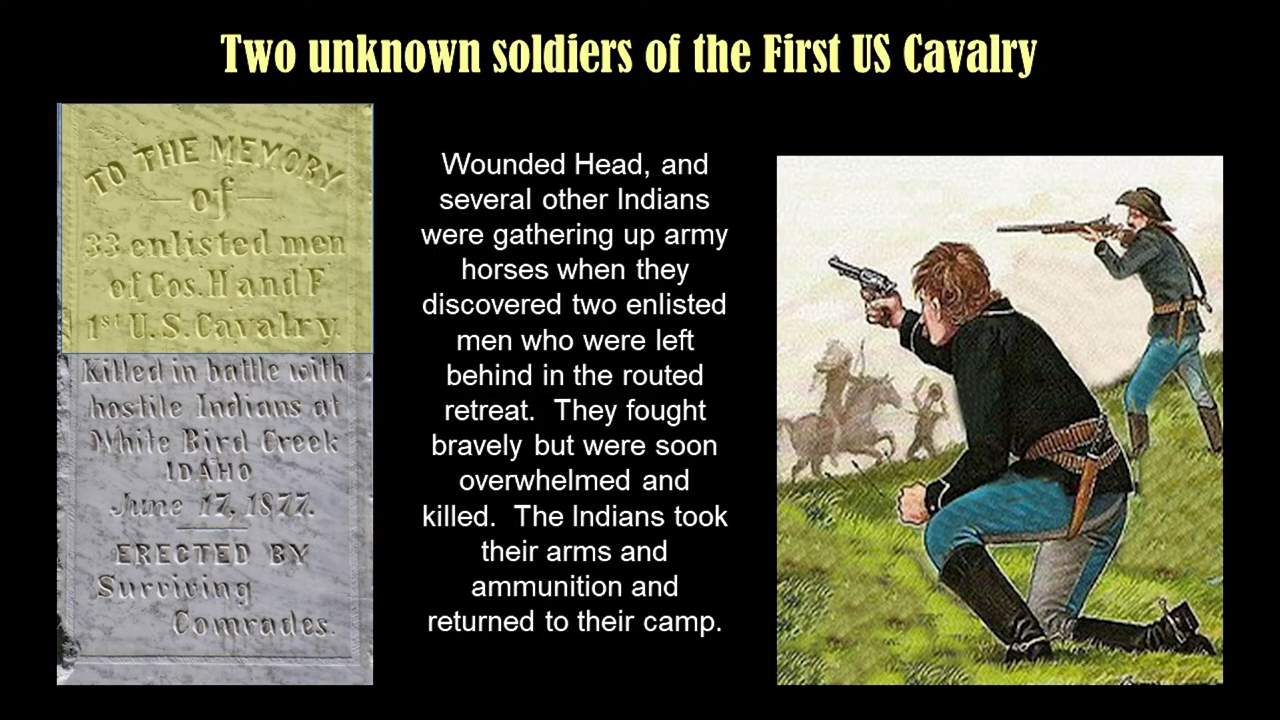 Two unknown soldiers of the First US Cavalry
TO THE MEMORY
of
33 enlisted men
of Cos. H and F
1st U.S. Cavalry
Killed in battle with
hostile Indians at
White Bird Creek
IDAHO
June 17, 1877.
ERECTED BY
Surviving
Comrades.
Wounded Head, and
several other Indians
were gathering up army
horses when they
discovered two enlisted
men who were left
behind in the routed
retreat.  They fought
bravely but were soon
overwhelmed and
killed.  The Indians took
their arms and
ammunition and
returned to their camp.